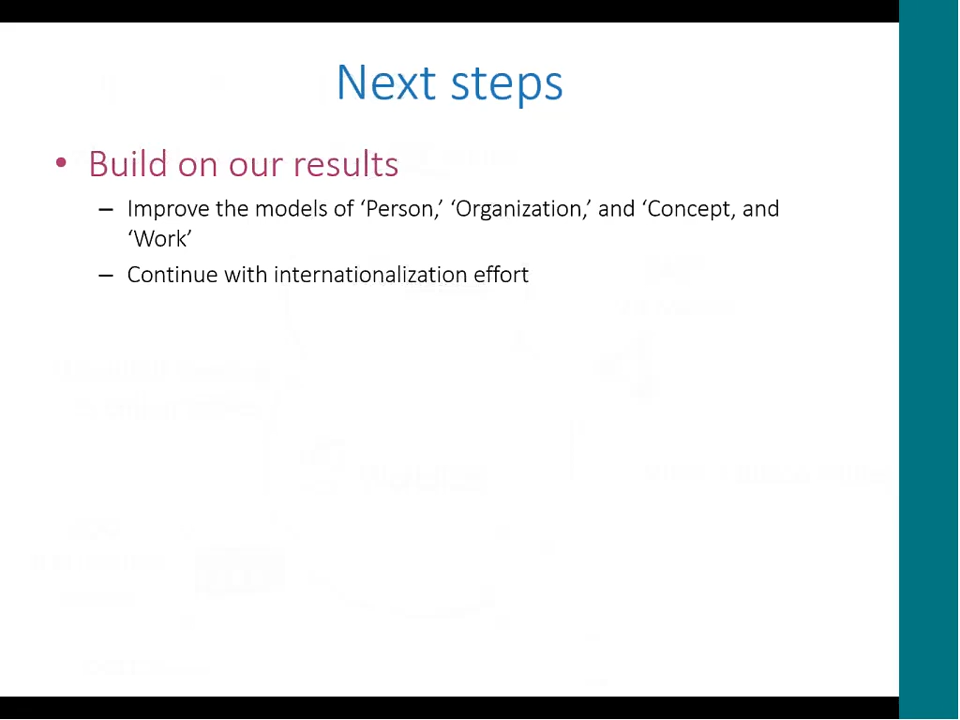 Next steps
• Build on our results
– Improve the models of ‘Person,’ ‘Organization,’ and ‘Concept, and
‘Work’
– Continue with internationalization effort